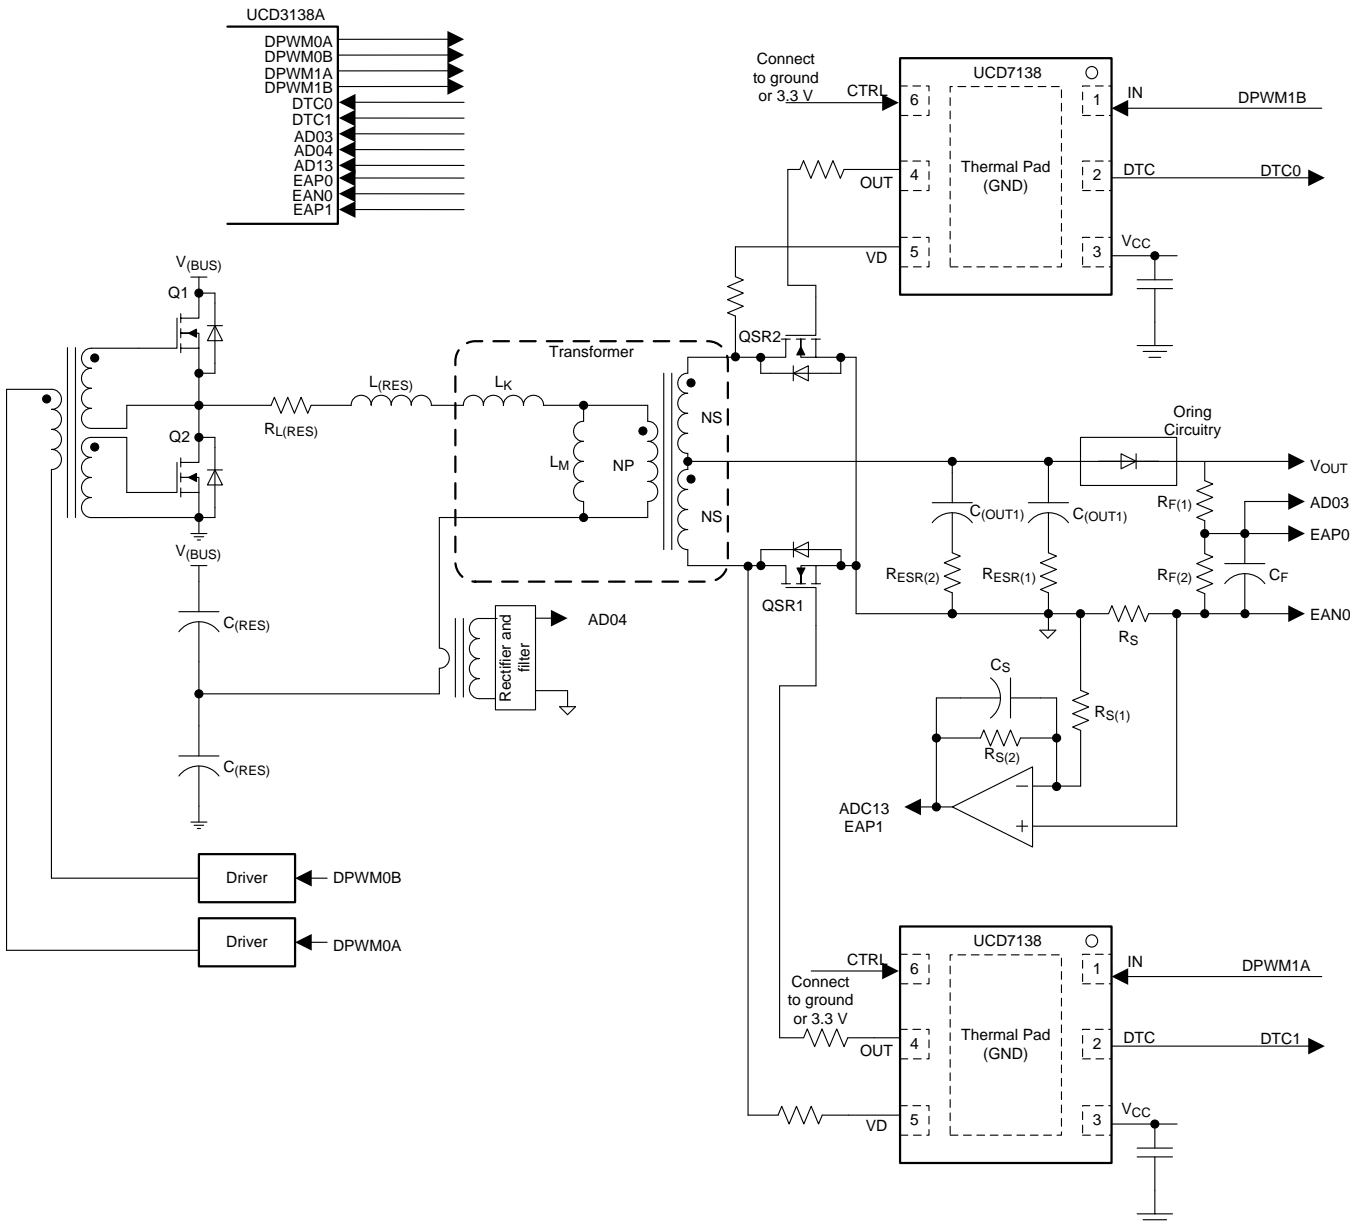 UCD3138A
DPWM0A
DPWM0B
DPWM1A
DPWM1B
DTC0
DTC1
AD03
AD04
AD13
EAP0
EAN0
EAP1
Connect
to ground
or 3.3 V
CTRL
6
UCD7138
1
IN
DPWM1B
Thermal Pad
(GND)
OUT
4
2
DTC
DTC0
VD
5
3
VCC
V(BUS)
Q1
Q2
RL(RES)
L(RES)
Transformer
LK
LM
NP
NS
NS
QSR2
QSR1
Oring
Circuitry
VOUT
AD03
EAP0
EAN0
RF(1)
RF(2)
CF
C(OUT1)
C(OUT1)
RESR(2)
RESR(1)
RS
V(BUS)
C(RES)
C(RES)
Rectifier and
filter
AD04
CS
RS(1)
RS(2)
−
+
ADC13
EAP1
Driver
DPWM0B
Driver
DPWM0A
CTRL
Connect
to ground
or 3.3 V
6
UCD7138
1
IN
DPWM1A
Thermal Pad
(GND)
OUT
4
2
DTC
DTC1
VD
5
3
VCC